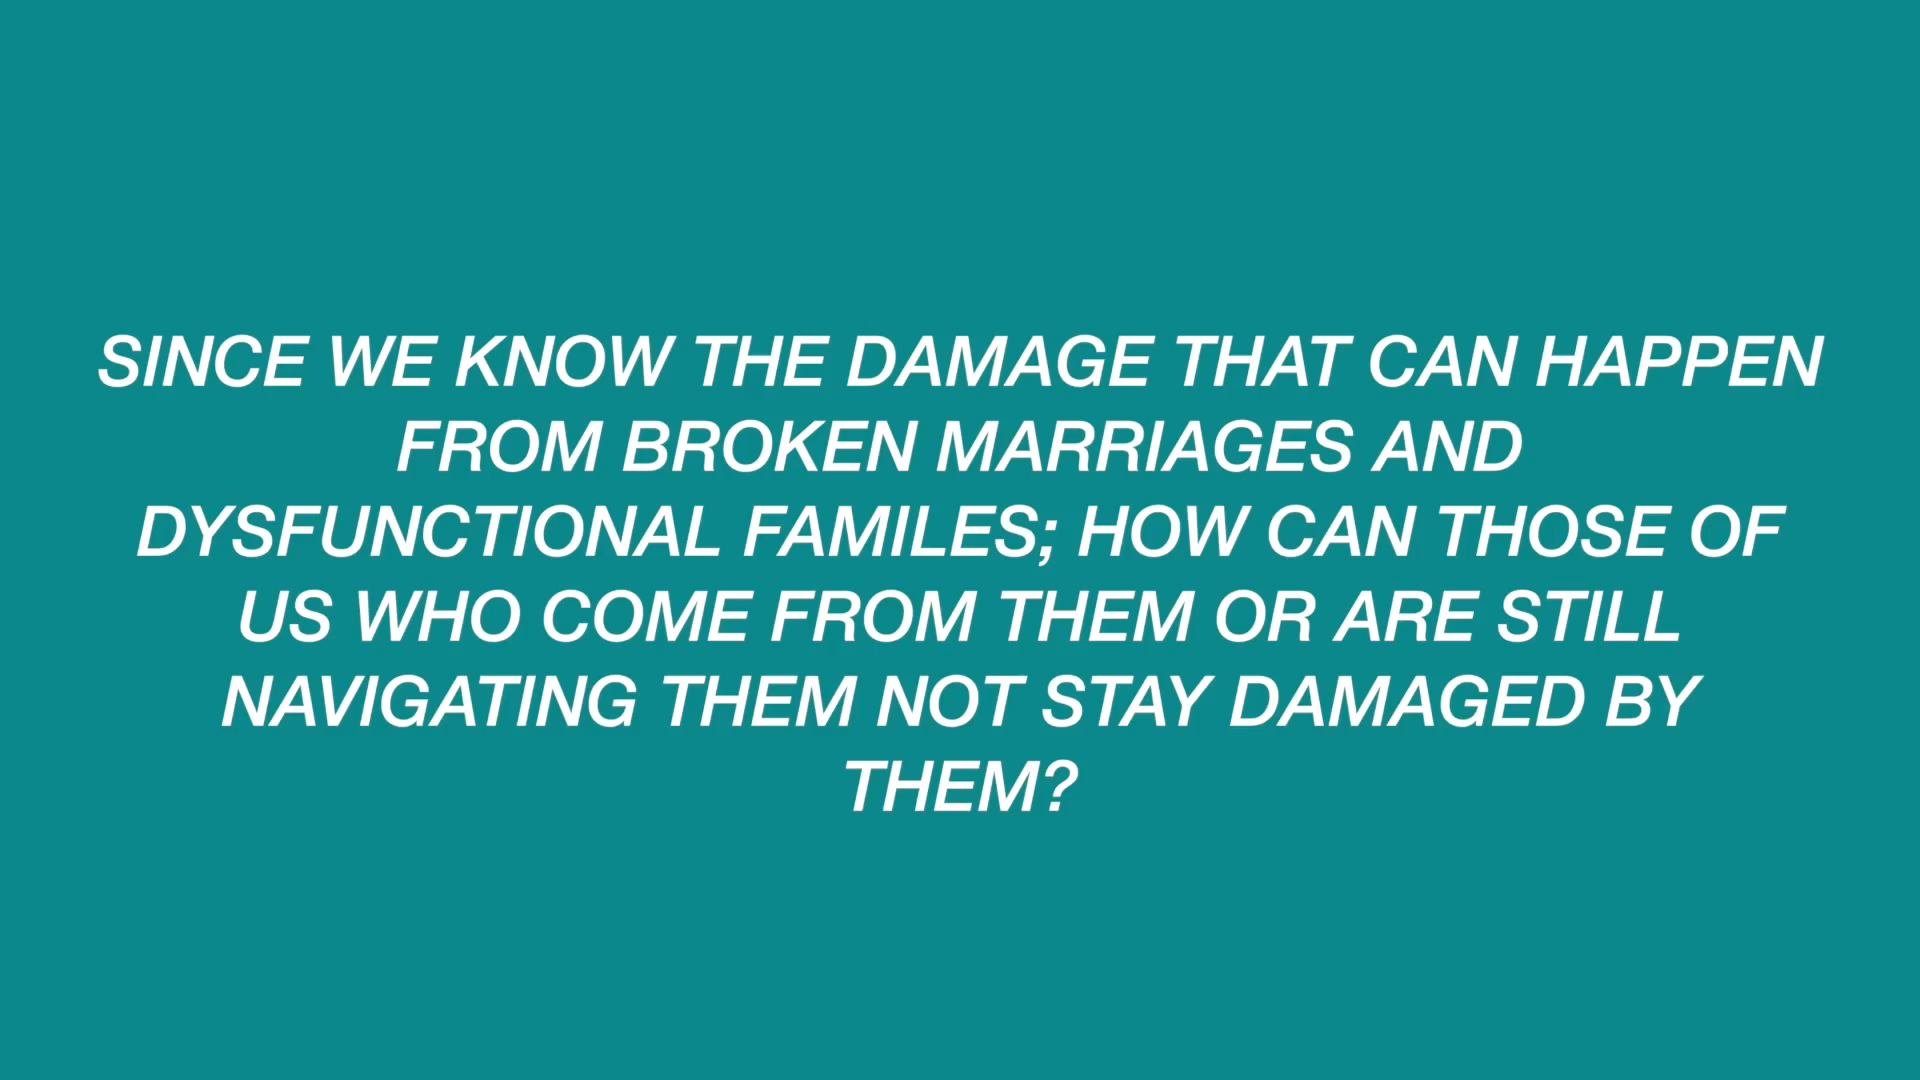 SINCE WE KNOW THE DAMAGE THAT CAN HAPPEN
FROM BROKEN MARRIAGES AND
DYSFUNCTIONAL FAMILES; HOW CAN THOSE OF
US WHO COME FROM THEM OR ARE STILL
NAVIGATING THEM NOT STAY DAMAGED BY
THEM?